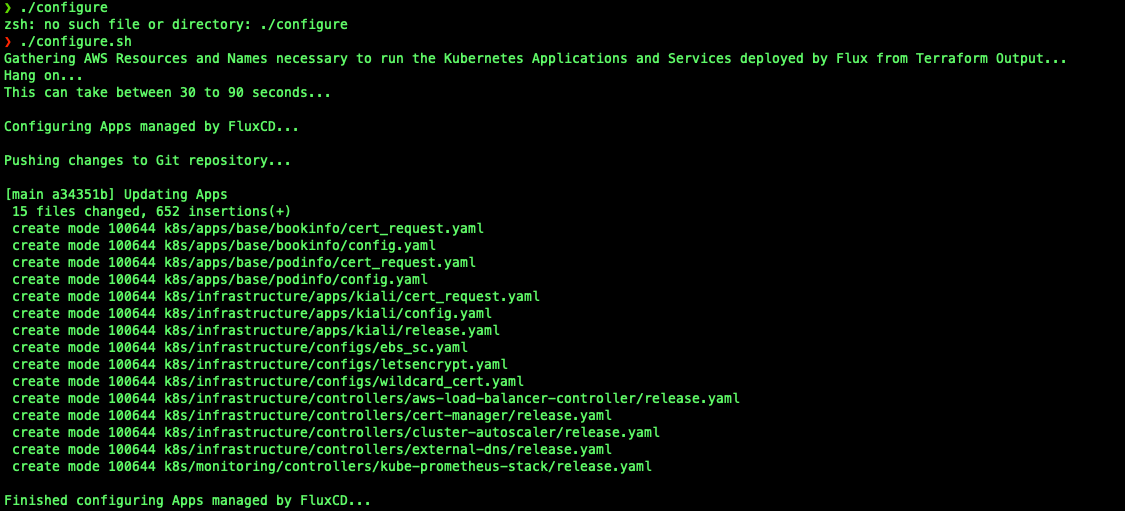 ❯ ./configure
zsh: no such file or directory: ./configure
❯ ./configure.sh
Gathering AWS Resources and Names necessary to run the Kubernetes Applications and Services deployed by Flux from Terraform Output...
Hang on...
This can take between 30 to 90 seconds...
Configuring Apps managed by FluxCD...
Pushing changes to Git repository...
[main a34351b] Updating Apps
15 files changed, 652 insertions(+)
create mode 100644 k8s/apps/base/bookinfo/cert_request.yaml
create mode 100644 k8s/apps/base/bookinfo/config.yaml
create mode 100644 k8s/apps/base/podinfo/cert_request.yaml
create mode 100644 k8s/apps/base/podinfo/config.yaml
create mode 100644 k8s/infrastructure/apps/kiali/cert_request.yaml
create mode 100644 k8s/infrastructure/apps/kiali/config.yaml
create mode 100644 k8s/infrastructure/apps/kiali/release.yaml
create mode 100644 k8s/infrastructure/configs/ebs_sc.yaml
create mode 100644 k8s/infrastructure/configs/letsencrypt.yaml
create mode 100644 k8s/infrastructure/configs/wildcard_cert.yaml
create mode 100644 k8s/infrastructure/controllers/aws-load-balancer-controller/release.yaml
create mode 100644 k8s/infrastructure/controllers/cert-manager/release.yaml
create mode 100644 k8s/infrastructure/controllers/cluster-autoscaler/release.yaml
create mode 100644 k8s/infrastructure/controllers/external-dns/release.yaml
create mode 100644 k8s/monitoring/controllers/kube-prometheus-stack/release.yaml
Finished configuring Apps managed by FluxCD...